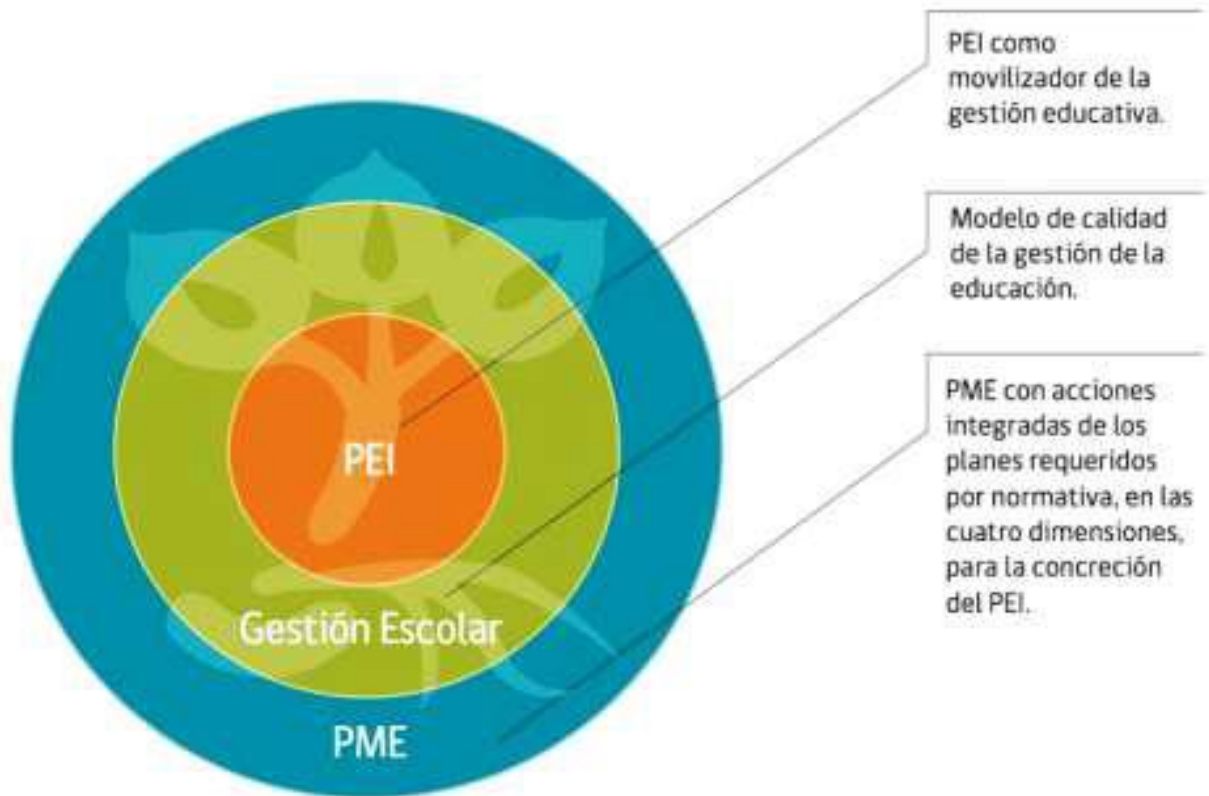 PEI como
movilizador de la
gestión educativa.
Modelo de calidad
de la gestión de la
educación.
PME con acciones
integradas de los
planes requeridos
por normativa, en las
cuatro dimensiones,
para la concreción
del PEI.
PEI
Gestión Escolar
PME